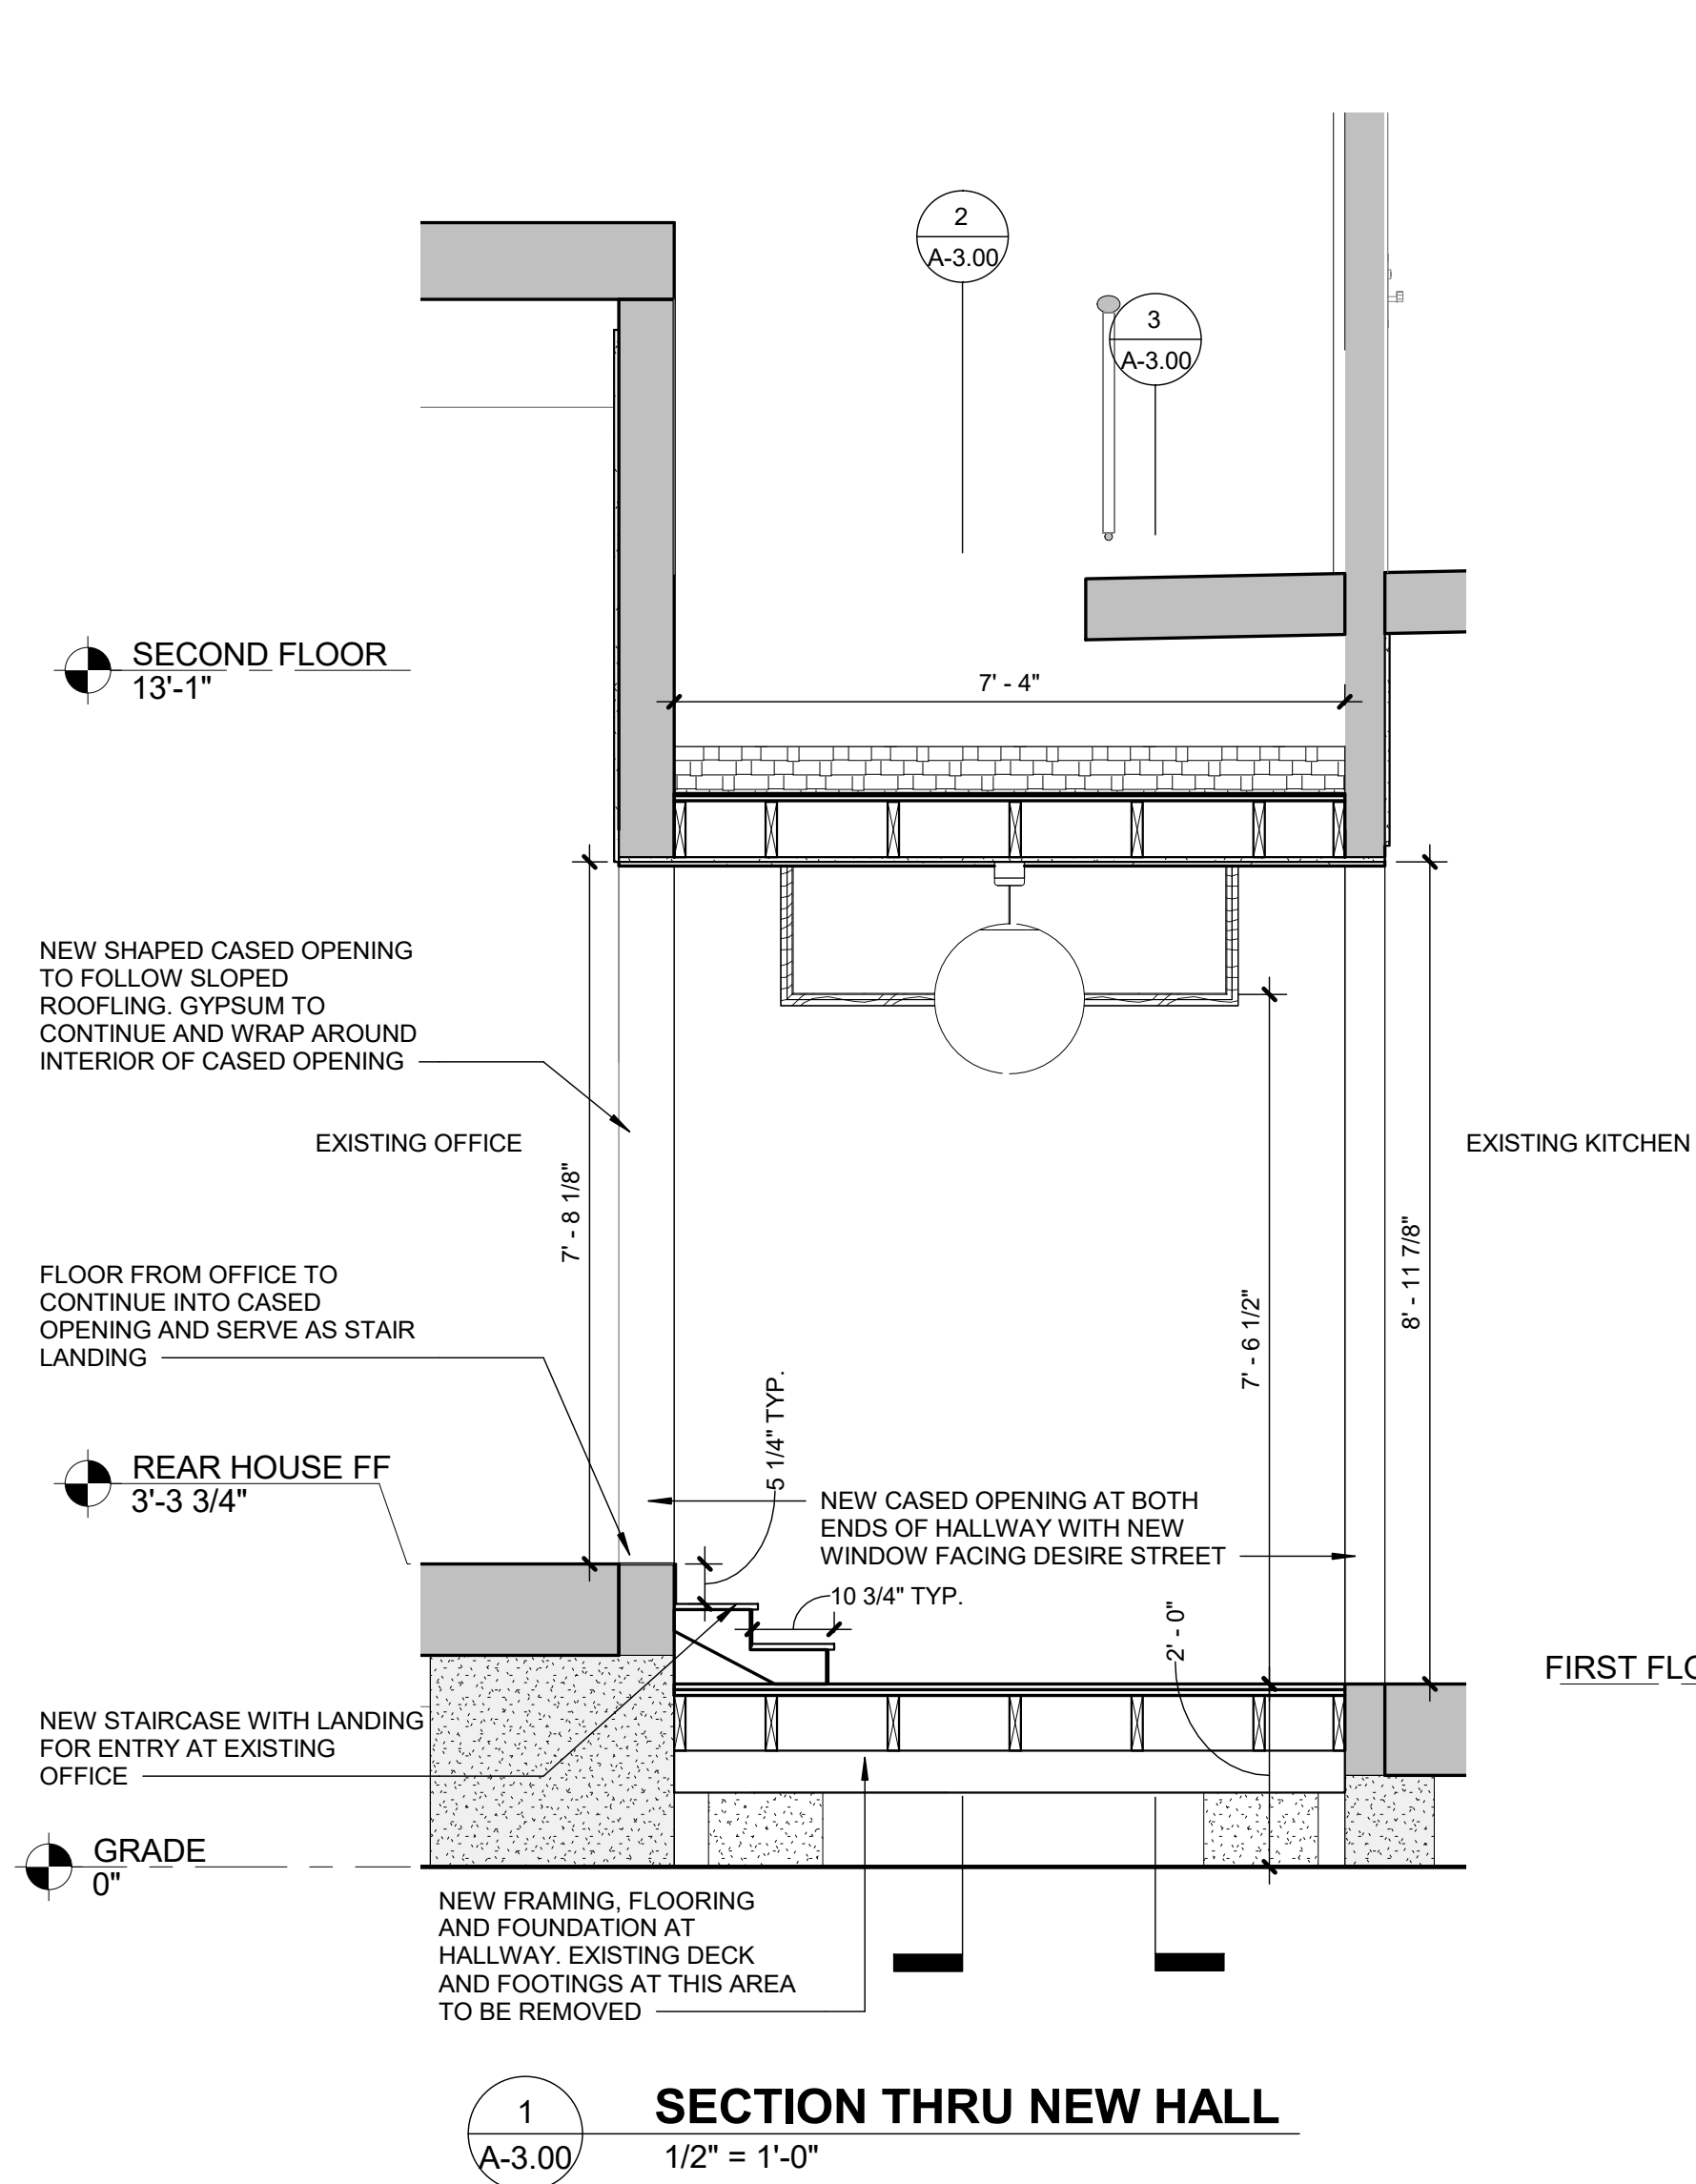 2
A-3.00
3
A-3.00
SECOND FLOOR
13'-1"
7' - 4"
NEW SHAPED CASED OPENING
TO FOLLOW SLOPED
ROOFLING. GYPSUM TO
CONTINUE AND WRAP AROUND
INTERIOR OF CASED OPENING
EXISTING OFFICE
EXISTING KITCHEN
7' - 8 1/8"
8' - 11 7/8"
7' - 6 1/2"
FLOOR FROM OFFICE TO
CONTINUE INTO CASED
OPENING AND SERVE AS STAIR
LANDING
5 1/4" TYP.
REAR HOUSE FF
3'-3 3/4"
NEW CASED OPENING AT BOTH
ENDS OF HALLWAY WITH NEW
WINDOW FACING DESIRE STREET
10 3/4" TYP.
2' - 0"
FIRST FLO
NEW STAIRCASE WITH LANDING
FOR ENTRY AT EXISTING
OFFICE
GRADE
0"
NEW FRAMING, FLOORING
AND FOUNDATION AT
HALLWAY. EXISTING DECK
AND FOOTINGS AT THIS AREA
TO BE REMOVED
1
A-3.00
SECTION THRU NEW HALL
1/2" = 1'-0"